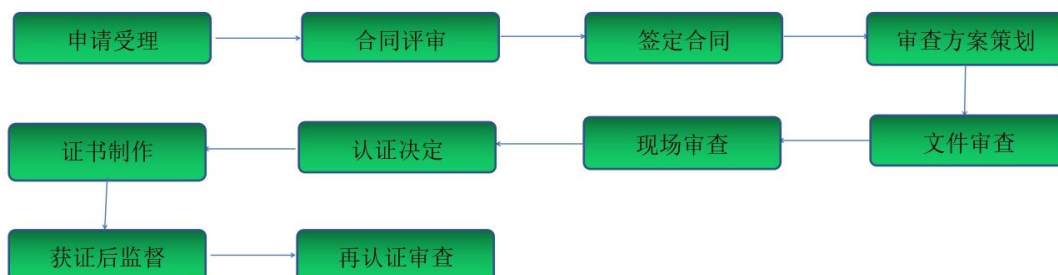 申请受理
合同评审
签定合同
审查方案策划
文件审查
现场审查
认证决定
证书制作
获证后监督
再认证审查